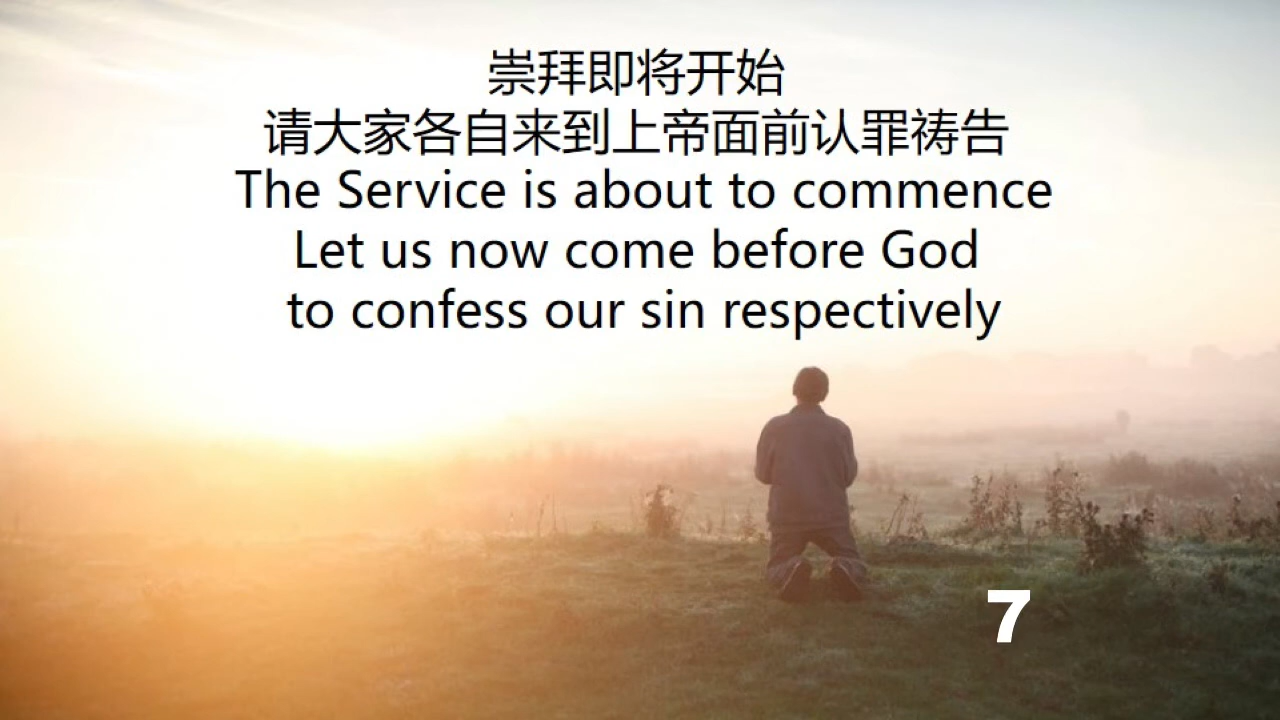 崇拜即将开始
请大家各自来到上帝面前认罪祷告
The Service is about to commence
Let us now come before God
to confess our sin respectively
7